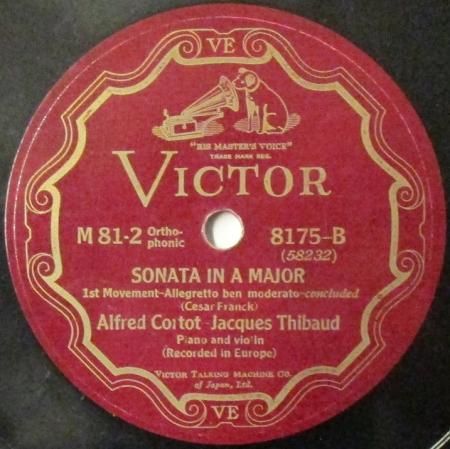 VE
"HIS MASTER'S VOICE"
TRADE MARK REG.
VICTOR
M 81-2 Ortho-phonic 8175-B
(58232)
SONATA IN A MAJOR
1st Movement-Allegretto ben moderato-concluded
(Cesar Franck)
Alfred Cortot-Jacques Thibaud
Piano and violin
(Recorded in Europe)
VICTOR TALKING MACHINE CO.
of Japan, Ltd.
VE